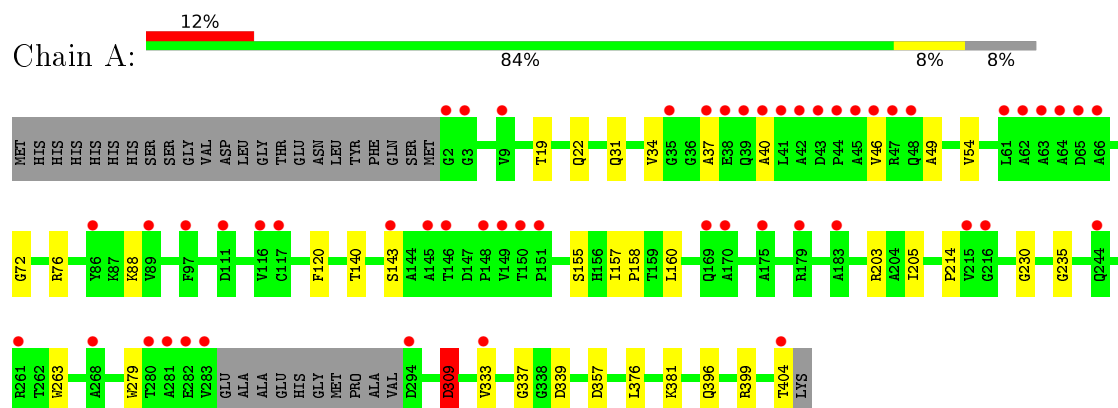 12%
Chain A:
84% 8% 8%
MET HIS HIS HIS HIS HIS HIS SER SER GLY VAL ASP LEU GLY THR GLU ASN LEU TYR PHE GLN SER MET G2 G3 V9 T19 Q22 Q31 V34 G35 G36 A37 E38 Q39 A40 L41 A42 D43 P44 A45 V46 R47 Q48 A49 V54 L61 A62 A63 A64 D65 A66
G72 R76 Y86 K87 K88 V89 F97 D111 V116 C117 F120 T140 S143 A144 A145 T146 D147 P148 V149 T150 P151 S155 H156 I157 P158 T159 L160 Q169 A170 A175 R179 A183 R203 A204 I205 P214 V215 G216 G230 G235 Q244
R261 T262 W263 A268 W279 T280 A281 E282 V283 GLU ALA ALA GLU HIS GLY MET PRO ALA VAL D294 D309 V333 G337 G338 D339 D357 L376 K381 Q396 R399 T404 LYS